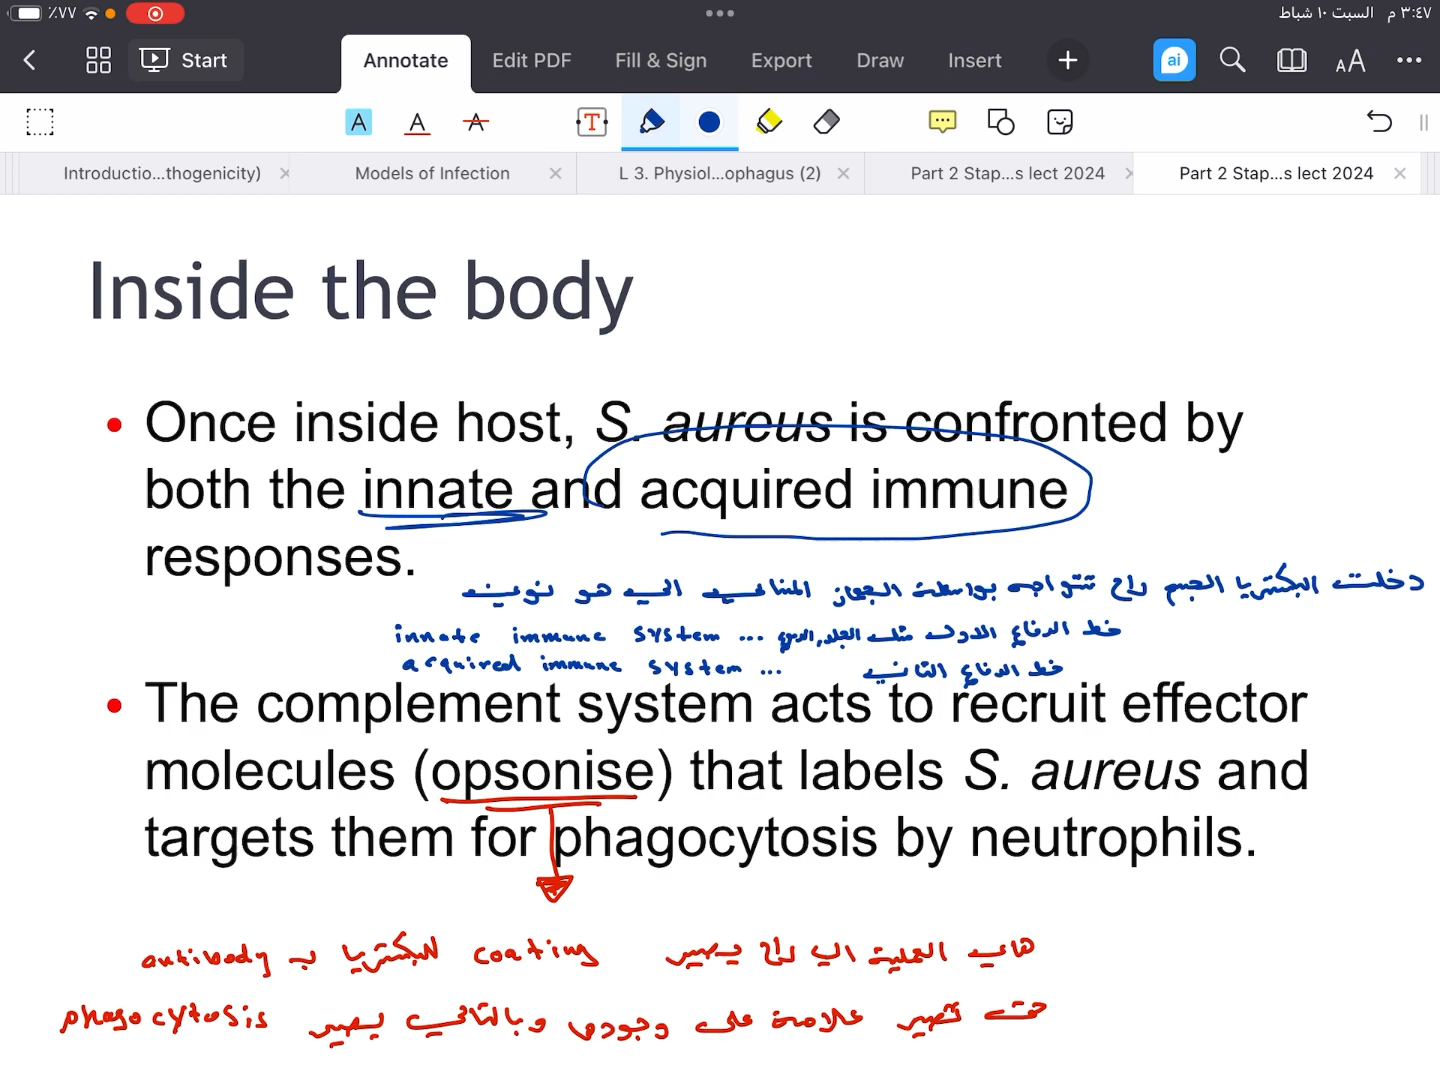 ٪٧٧
٣:٤٧ م السبت ١٠ شباط
Start
Annotate
Edit PDF
Fill & Sign
Export
Draw
Insert
ai
AA
A A A T
Introductio...thogenicity)
Models of Infection
L 3. Physiol...ophagus (2)
Part 2 Stap...s lect 2024
Part 2 Stap...s lect 2024
Inside the body
• Once inside host, S. aureus is confronted by
both the innate and acquired immune
responses.
دخلت البكتريا الجسم راح تتواجه بواسطة الجهاز المناعي الي هو نوعين
innate immune system ... خط الدفاع الاول مثل الجلد,
acquired immune system ... خط الدفاع الثاني
• The complement system acts to recruit effector
molecules (opsonise) that labels S. aureus and
targets them for phagocytosis by neutrophils.
هاي العملية الي راح يصير coating للبكتريا ب antibody
حتى تصير علامة على وجودها وبالتالي يصير phagocytosis